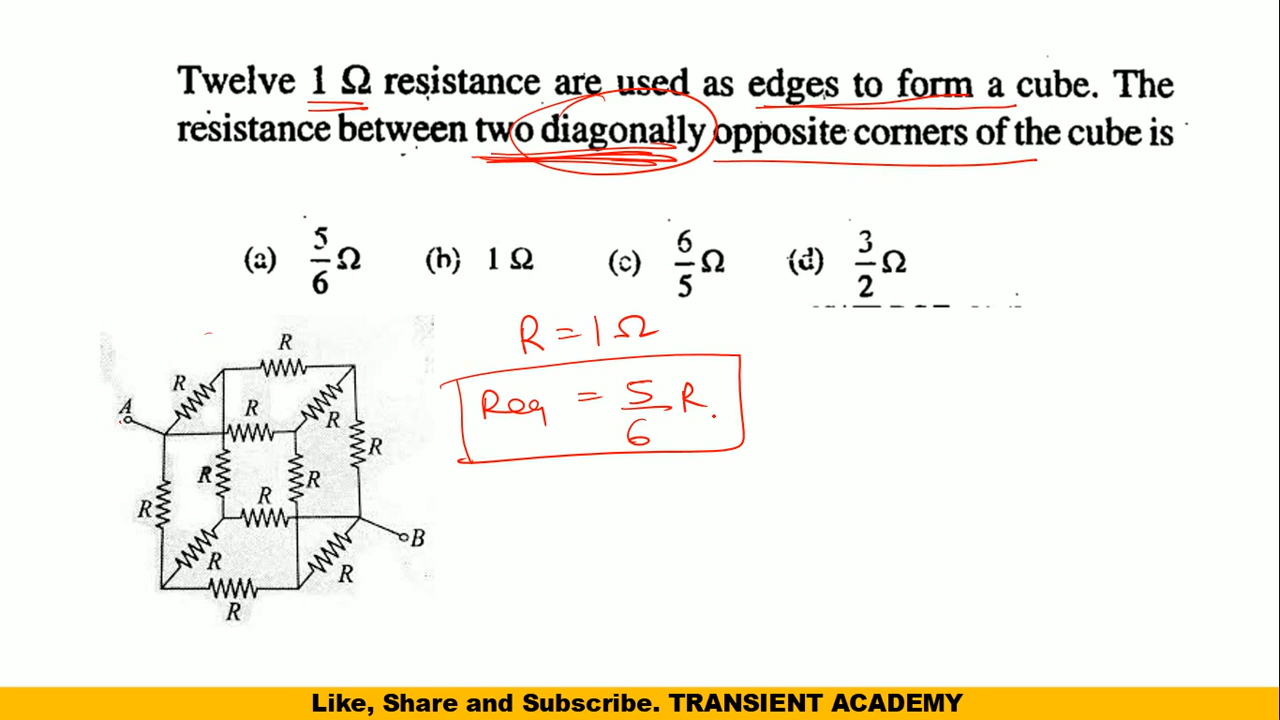 Twelve 1 Ω resistance are used as edges to form a cube. The
resistance between two diagonally opposite corners of the cube is
(a) 5/6 Ω (b) 1 Ω (c) 6/5 Ω (d) 3/2 Ω
R = 1 Ω
Req = 5/6 R.
R
R
A
R
R
R
R
R
R
R
R
B
R
R
R
Like, Share and Subscribe. TRANSIENT ACADEMY